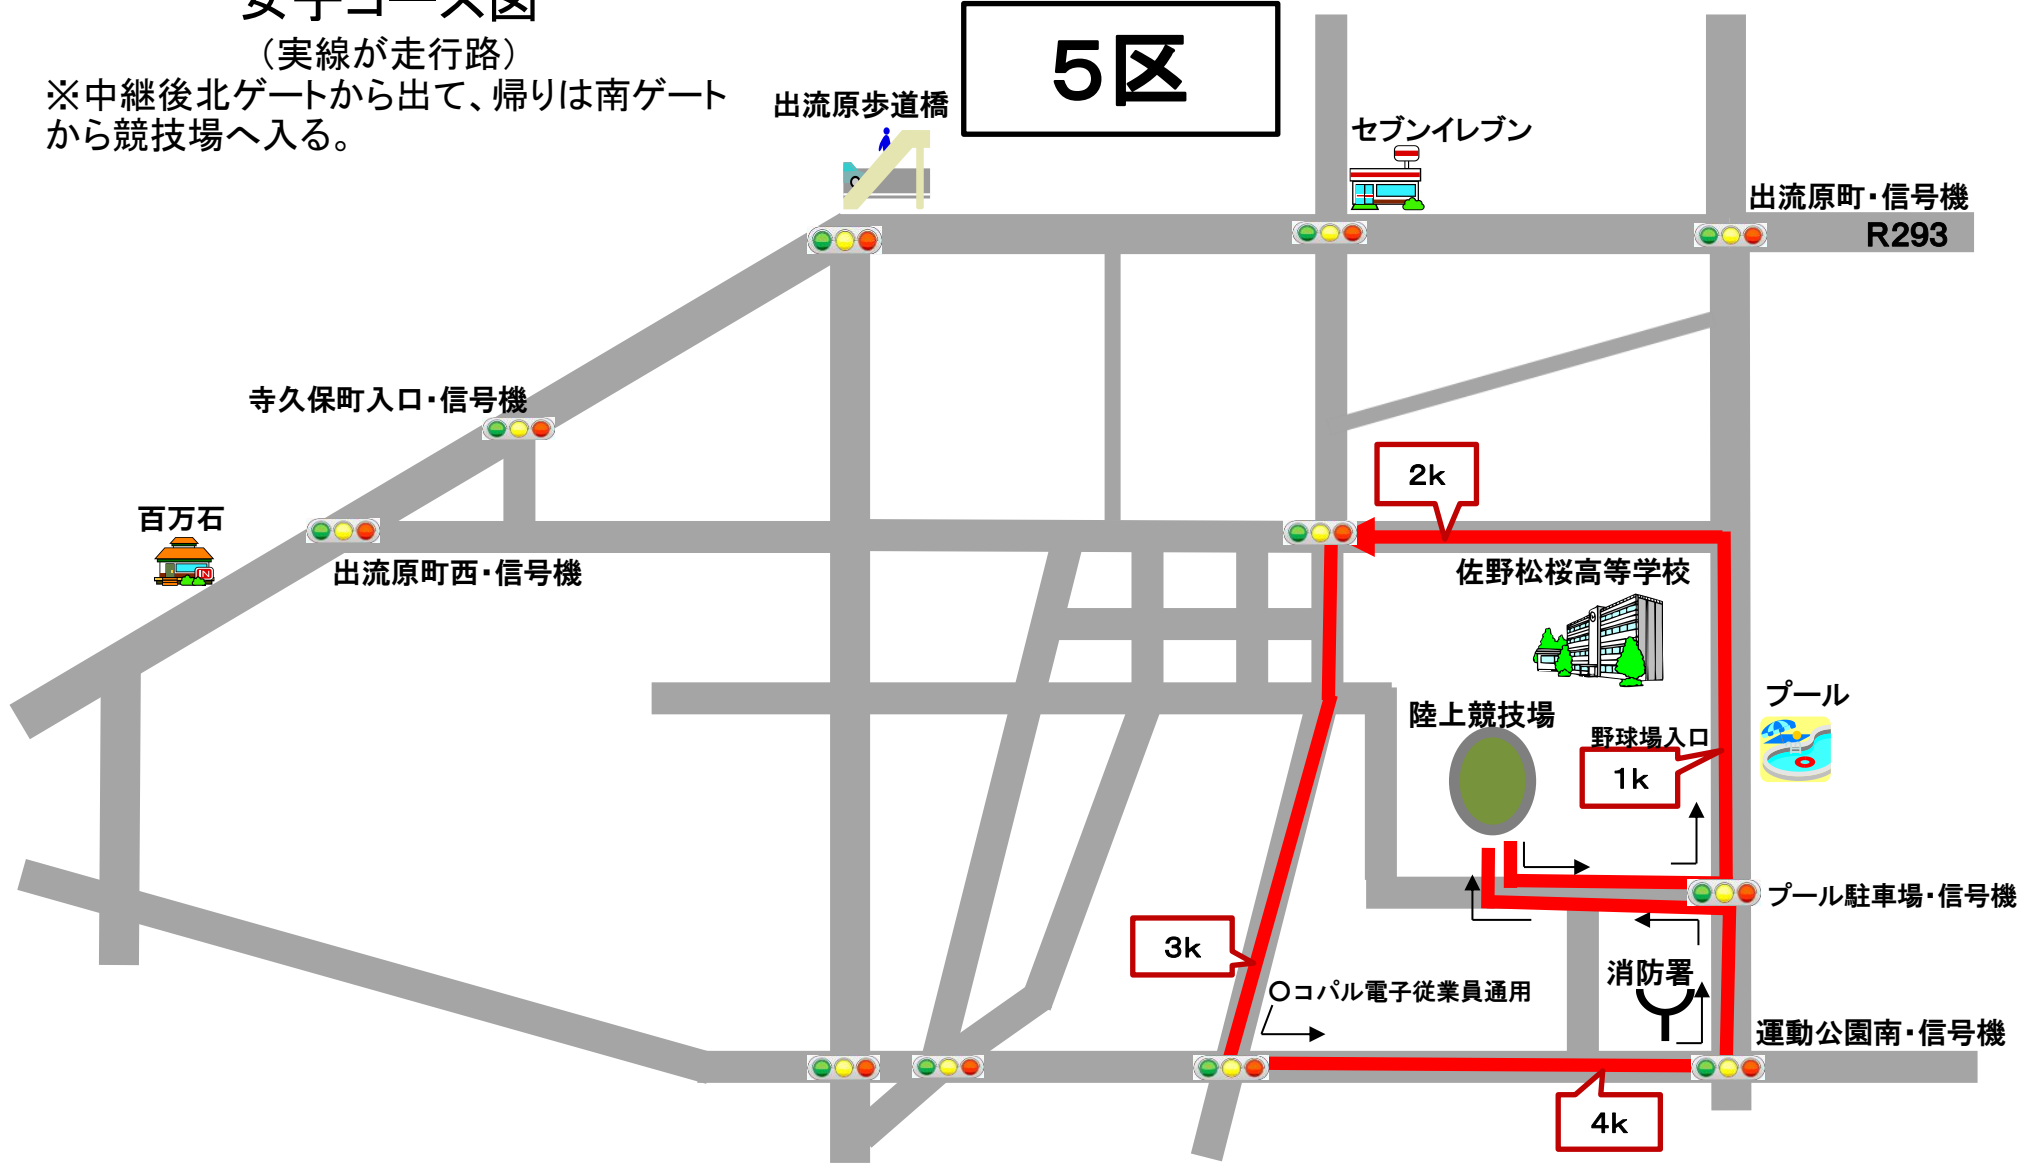 女子コース図
（実線が走行路）
※中継後北ゲートから出て、帰りは南ゲート
から競技場へ入る。
5区
出流原歩道橋
セブンイレブン
出流原町・信号機
R293
寺久保町入口・信号機
2k
百万石
出流原町西・信号機
佐野松桜高等学校
プール
陸上競技場
野球場入口
1k
プール駐車場・信号機
3k
消防署
○コパル電子従業員通用
運動公園南・信号機
4k